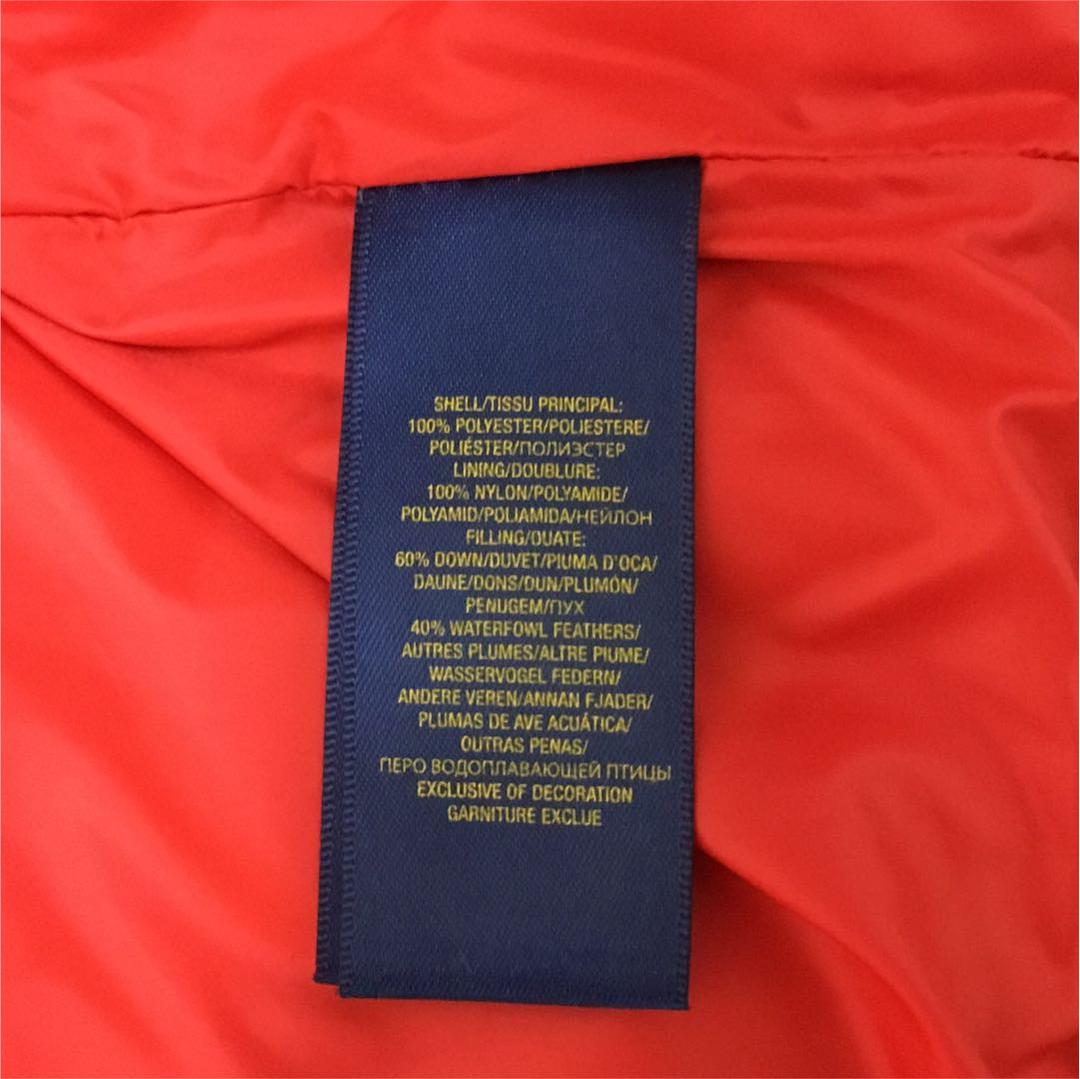 SHELL/TISSU PRINCIPAL:
100% POLYESTER/POLIESTERE/
POLIÉSTER/ПОЛИЭСТЕР
LINING/DOUBLURE:
100% NYLON/POLYAMIDE/
POLYAMID/POLIAMIDA/НЕЙЛОН
FILLING/OUATE:
60% DOWN/DUVET/PIUMA D'OCA/
DAUNE/DONS/DUN/PLUMÓN/
PENUGEM/ПУХ
40% WATERFOWL FEATHERS/
AUTRES PLUMES/ALTRE PIUME/
WASSERVOGEL FEDERN/
ANDERE VEREN/ANNAN FJADER/
PLUMAS DE AVE ACUÁTICA/
OUTRAS PENAS/
ПЕРО ВОДОПЛАВАЮЩЕЙ ПТИЦЫ
EXCLUSIVE OF DECORATION
GARNITURE EXCLUE